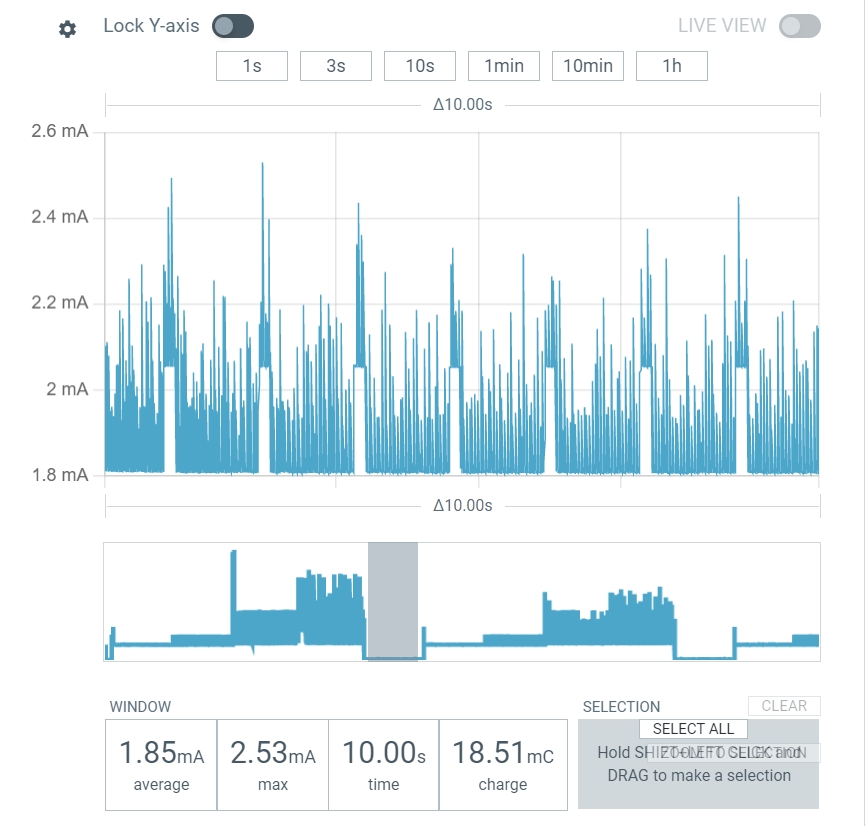 Lock Y-axis
LIVE VIEW
1s 3s 10s 1min 10min 1h
Δ10.00s
2.6 mA
2.4 mA
2.2 mA
2 mA
1.8 mA
Δ10.00s
WINDOW
SELECTION
CLEAR
SELECT ALL
1.85mA 2.53mA 10.00s 18.51mC
average max time charge
Hold SHIFT+LEFT CLICK and
DRAG to make a selection